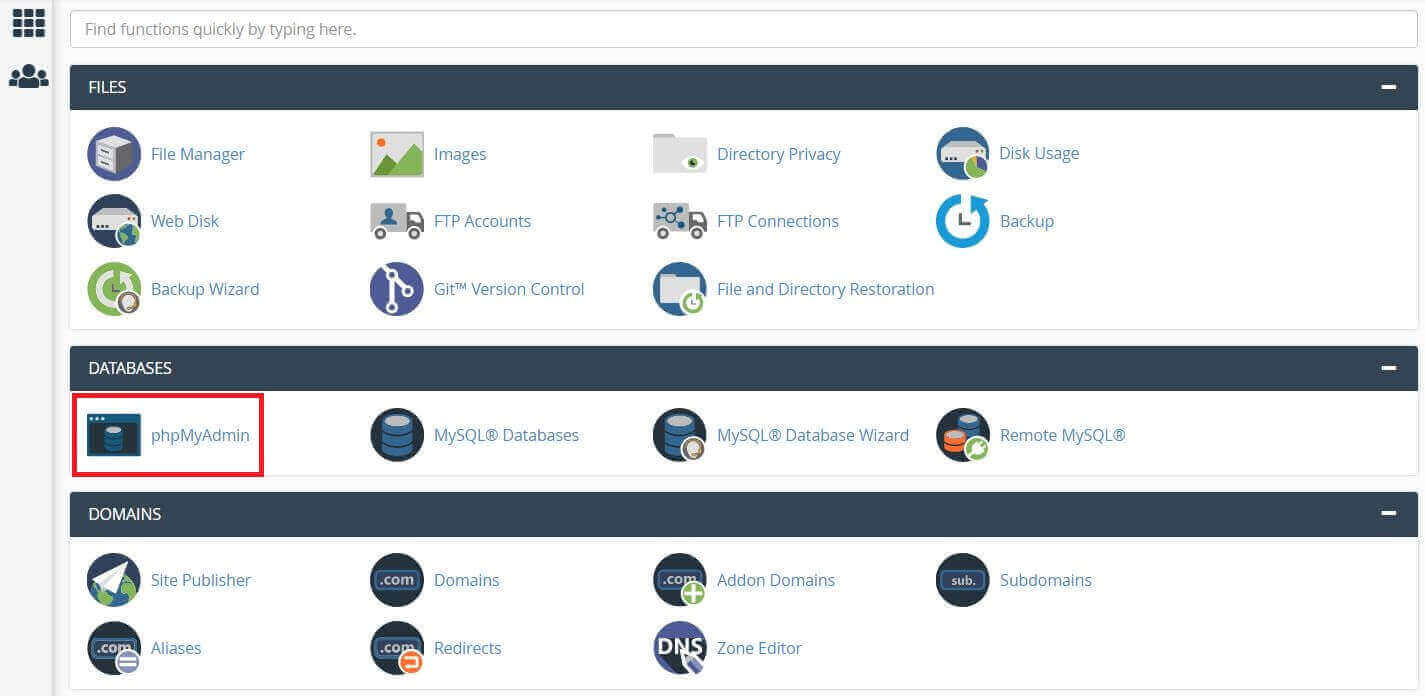 Find functions quickly by typing here.
FILES
File Manager
Images
Directory Privacy
Disk Usage
Web Disk
FTP Accounts
FTP Connections
Backup
Backup Wizard
Git™ Version Control
File and Directory Restoration
DATABASES
phpMyAdmin
MySQL® Databases
MySQL® Database Wizard
Remote MySQL®
DOMAINS
Site Publisher
.com
Domains
.com
Addon Domains
sub.
Subdomains
.com
Aliases
.com
Redirects
DNS
Zone Editor